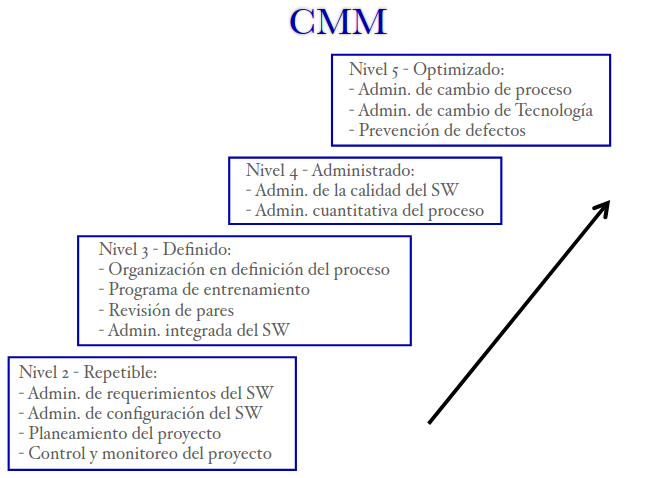 CMM
Nivel 5 - Optimizado:
- Admin. de cambio de proceso
- Admin. de cambio de Tecnología
- Prevención de defectos
Nivel 4 - Administrado:
- Admin. de la calidad del SW
- Admin. cuantitativa del proceso
Nivel 3 - Definido:
- Organización en definición del proceso
- Programa de entrenamiento
- Revisión de pares
- Admin. integrada del SW
Nivel 2 - Repetible:
- Admin. de requerimientos del SW
- Admin. de configuración del SW
- Planeamiento del proyecto
- Control y monitoreo del proyecto